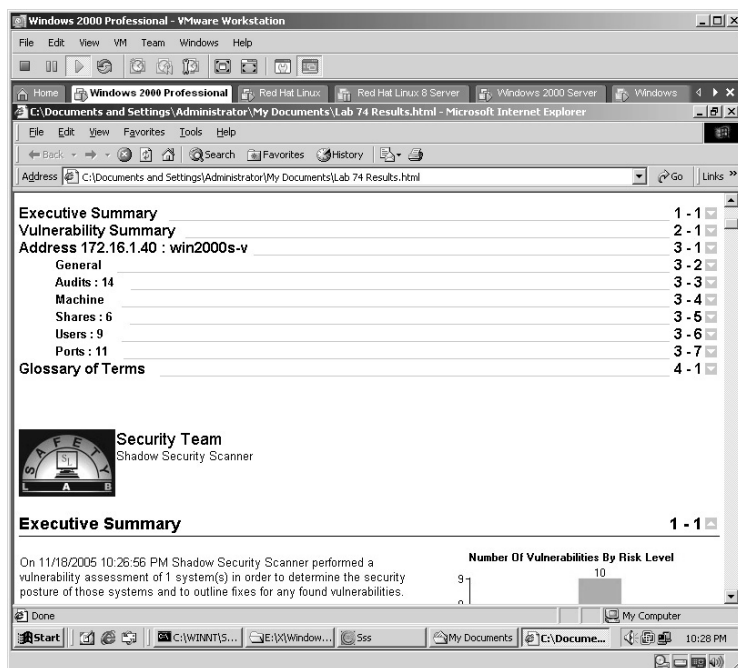 Windows 2000 Professional - VMware Workstation
File Edit View VM Team Windows Help
Home Windows 2000 Professional Red Hat Linux Red Hat Linux 8 Server Windows 2000 Server Windows
C:\Documents and Settings\Administrator\My Documents\Lab 74 Results.html - Microsoft Internet Explorer
File Edit View Favorites Tools Help
Back Search Favorites History
Address C:\Documents and Settings\Administrator\My Documents\Lab 74 Results.html Go Links »
Executive Summary 1 - 1
Vulnerability Summary 2 - 1
Address 172.16.1.40 : win2000s-v 3 - 1
General 3 - 2
Audits : 14 3 - 3
Machine 3 - 4
Shares : 6 3 - 5
Users : 9 3 - 6
Ports : 11 3 - 7
Glossary of Terms 4 - 1
SAFETY
SL
LAB
Security Team
Shadow Security Scanner
Executive Summary 1 - 1
On 11/18/2005 10:26:56 PM Shadow Security Scanner performed a
vulnerability assessment of 1 system(s) in order to determine the security
posture of those systems and to outline fixes for any found vulnerabilities.
Number Of Vulnerabilities By Risk Level
10
9
Done My Computer
Start C:\WINNT\S... E:\X\Window... Sss My Documents C:\Docume... 10:28 PM